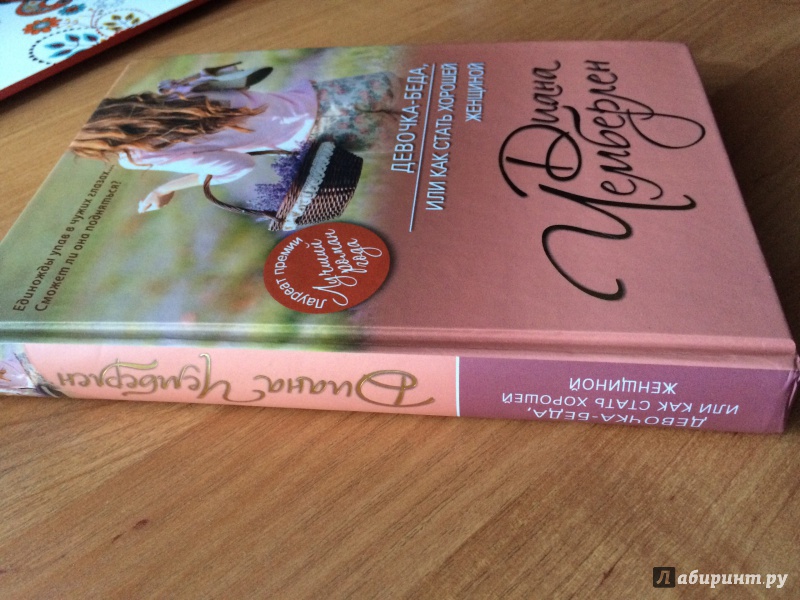 Диана
Чемберлен
ДЕВОЧКА-БЕДА,
ИЛИ КАК СТАТЬ ХОРОШЕЙ
ЖЕНЩИНОЙ
Единожды упав в чужих глазах...
Сможет ли она подняться?
Лауреат премии
Лучший
роман
года
Диана Чемберлен
ДЕВОЧКА-БЕДА,
ИЛИ КАК СТАТЬ ХОРОШЕЙ
ЖЕНЩИНОЙ
Лабиринт.ру